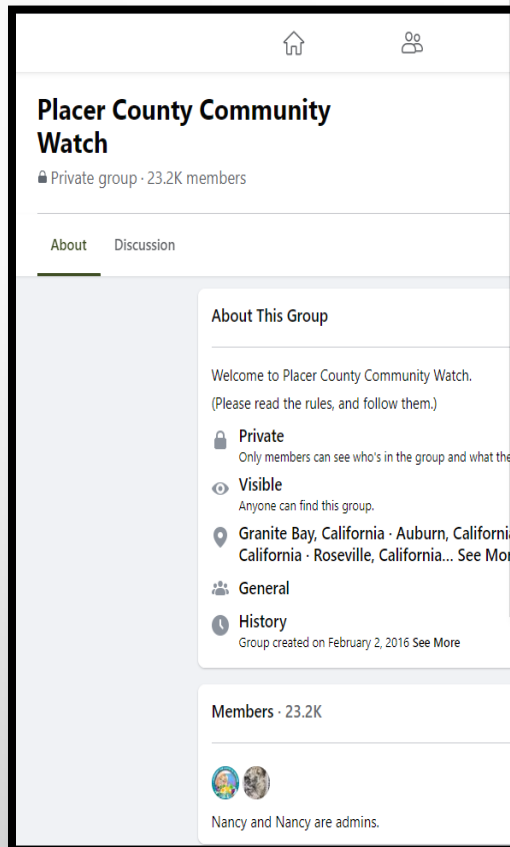 Placer County Community
Watch
Private group · 23.2K members
About Discussion
About This Group
Welcome to Placer County Community Watch.
(Please read the rules, and follow them.)
Private
Only members can see who's in the group and what the
Visible
Anyone can find this group.
Granite Bay, California · Auburn, California
California · Roseville, California... See Mor
General
History
Group created on February 2, 2016 See More
Members · 23.2K
Nancy and Nancy are admins.